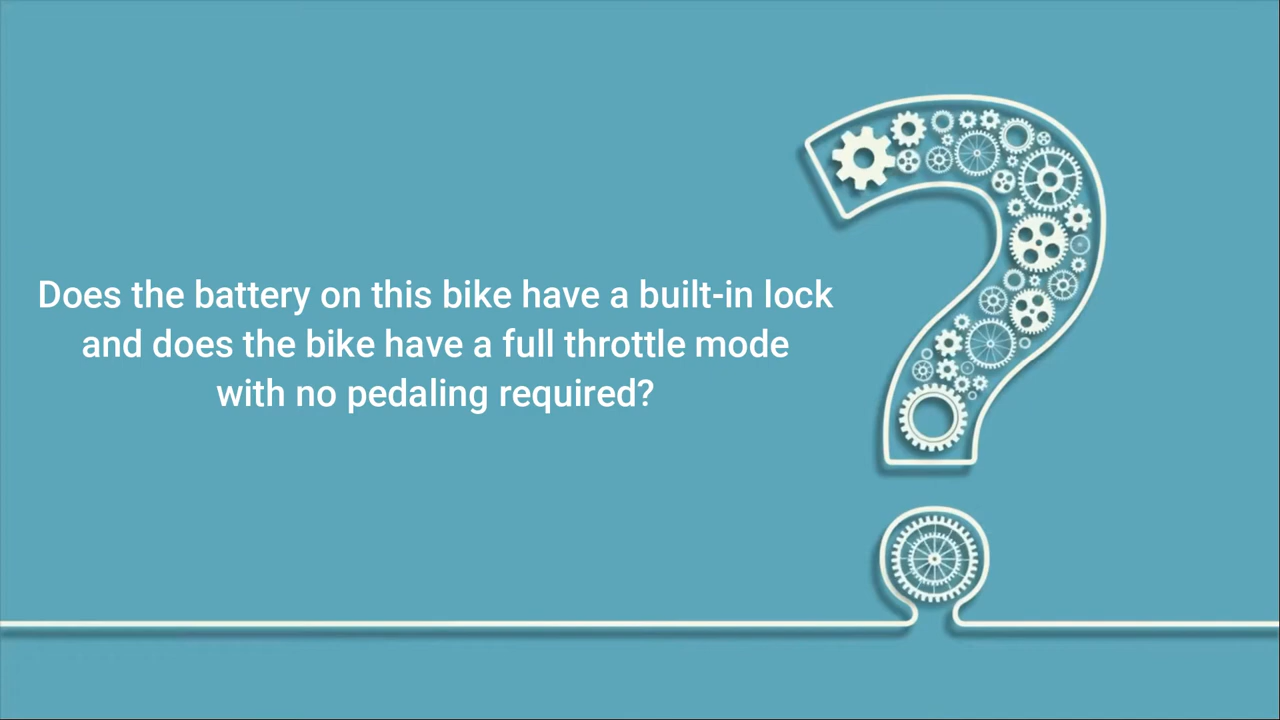 Does the battery on this bike have a built-in lock
and does the bike have a full throttle mode
with no pedaling required?